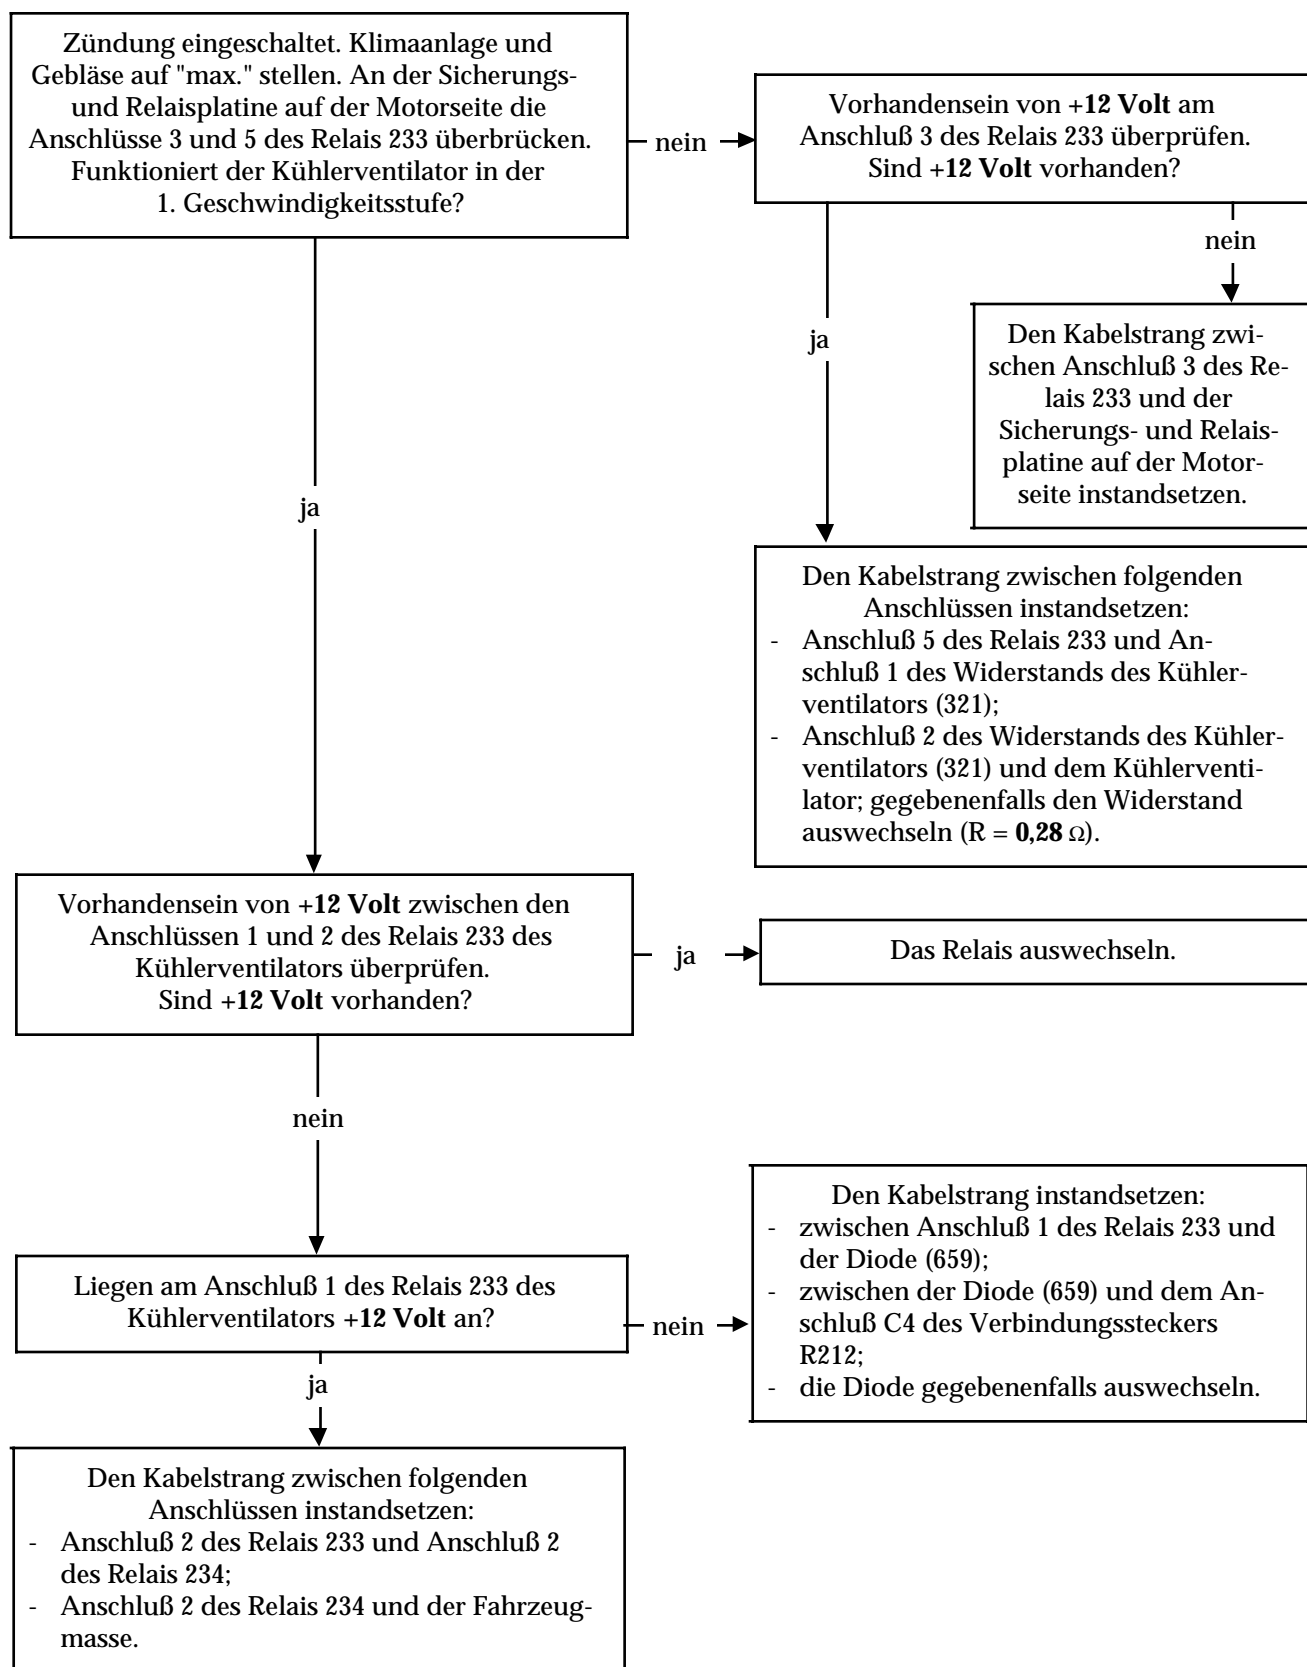 Zündung eingeschaltet. Klimaanlage und
Gebläse auf "max." stellen. An der Sicherungs-
und Relaisplatine auf der Motorseite die
Anschlüsse 3 und 5 des Relais 233 überbrücken.
Funktioniert der Kühlerventilator in der
1. Geschwindigkeitsstufe?
nein
Vorhandensein von +12 Volt am
Anschluß 3 des Relais 233 überprüfen.
Sind +12 Volt vorhanden?
nein
ja
Den Kabelstrang zwi-
schen Anschluß 3 des Re-
lais 233 und der
Sicherungs- und Relais-
platine auf der Motor-
seite instandsetzen.
ja
Den Kabelstrang zwischen folgenden
Anschlüssen instandsetzen:
- Anschluß 5 des Relais 233 und An-
schluß 1 des Widerstands des Kühler-
ventilators (321);
- Anschluß 2 des Widerstands des Kühler-
ventilators (321) und dem Kühlerventi-
lator; gegebenenfalls den Widerstand
auswechseln (R = 0,28 Ω).
Vorhandensein von +12 Volt zwischen den
Anschlüssen 1 und 2 des Relais 233 des
Kühlerventilators überprüfen.
Sind +12 Volt vorhanden?
ja
Das Relais auswechseln.
nein
Den Kabelstrang instandsetzen:
- zwischen Anschluß 1 des Relais 233 und
der Diode (659);
- zwischen der Diode (659) und dem An-
schluß C4 des Verbindungssteckers
R212;
- die Diode gegebenenfalls auswechseln.
Liegen am Anschluß 1 des Relais 233 des
Kühlerventilators +12 Volt an?
nein
ja
Den Kabelstrang zwischen folgenden
Anschlüssen instandsetzen:
- Anschluß 2 des Relais 233 und Anschluß 2
des Relais 234;
- Anschluß 2 des Relais 234 und der Fahrzeug-
masse.